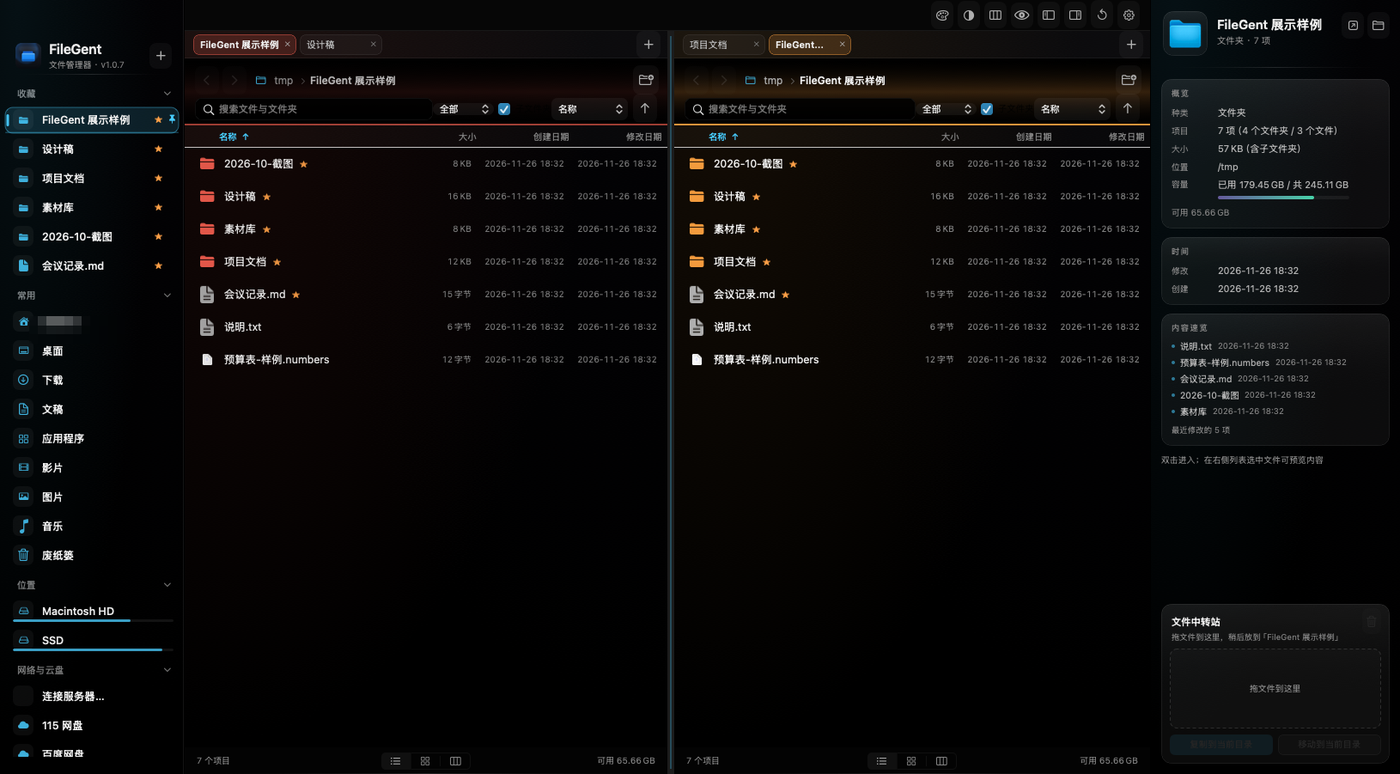 FileGent
文件管理器 · v1.0.7
收藏
FileGent 展示样例
设计稿
项目文档
素材库
2026-10-截图
会议记录.md
常用
桌面
下载
文稿
应用程序
影片
图片
音乐
废纸篓
位置
Macintosh HD
SSD
网络与云盘
连接服务器...
115 网盘
百度网盘
FileGent 展示样例 ×
设计稿 ×
tmp › FileGent 展示样例
搜索文件与文件夹 全部 名称
名称 ↑ 大小 创建日期 修改日期
2026-10-截图 8 KB 2026-11-26 18:32 2026-11-26 18:32
设计稿 16 KB 2026-11-26 18:32 2026-11-26 18:32
素材库 8 KB 2026-11-26 18:32 2026-11-26 18:32
项目文档 12 KB 2026-11-26 18:32 2026-11-26 18:32
会议记录.md 15 字节 2026-11-26 18:32 2026-11-26 18:32
说明.txt 6 字节 2026-11-26 18:32 2026-11-26 18:32
预算表-样例.numbers 12 字节 2026-11-26 18:32 2026-11-26 18:32
7 个项目 可用 65.66 GB
项目文档 ×
FileGent... ×
tmp › FileGent 展示样例
搜索文件与文件夹 全部 名称
名称 ↑ 大小 创建日期 修改日期
2026-10-截图 8 KB 2026-11-26 18:32 2026-11-26 18:32
设计稿 16 KB 2026-11-26 18:32 2026-11-26 18:32
素材库 8 KB 2026-11-26 18:32 2026-11-26 18:32
项目文档 12 KB 2026-11-26 18:32 2026-11-26 18:32
会议记录.md 15 字节 2026-11-26 18:32 2026-11-26 18:32
说明.txt 6 字节 2026-11-26 18:32 2026-11-26 18:32
预算表-样例.numbers 12 字节 2026-11-26 18:32 2026-11-26 18:32
7 个项目 可用 65.66 GB
FileGent 展示样例
文件夹 · 7 项
概览
种类 文件夹
项目 7 项 (4 个文件夹 / 3 个文件)
大小 57 KB (含子文件夹)
位置 /tmp
容量 已用 179.45 GB / 共 245.11 GB
可用 65.66 GB
时间
修改 2026-11-26 18:32
创建 2026-11-26 18:32
内容速览
说明.txt 2026-11-26 18:32
预算表-样例.numbers 2026-11-26 18:32
会议记录.md 2026-11-26 18:32
2026-10-截图 2026-11-26 18:32
素材库 2026-11-26 18:32
最近修改的 5 项
双击进入；在右侧列表选中文件可预览内容
文件中转站
拖文件到这里，稍后放到「FileGent 展示样例」
拖文件到这里
复制到当前目录 移动到当前目录